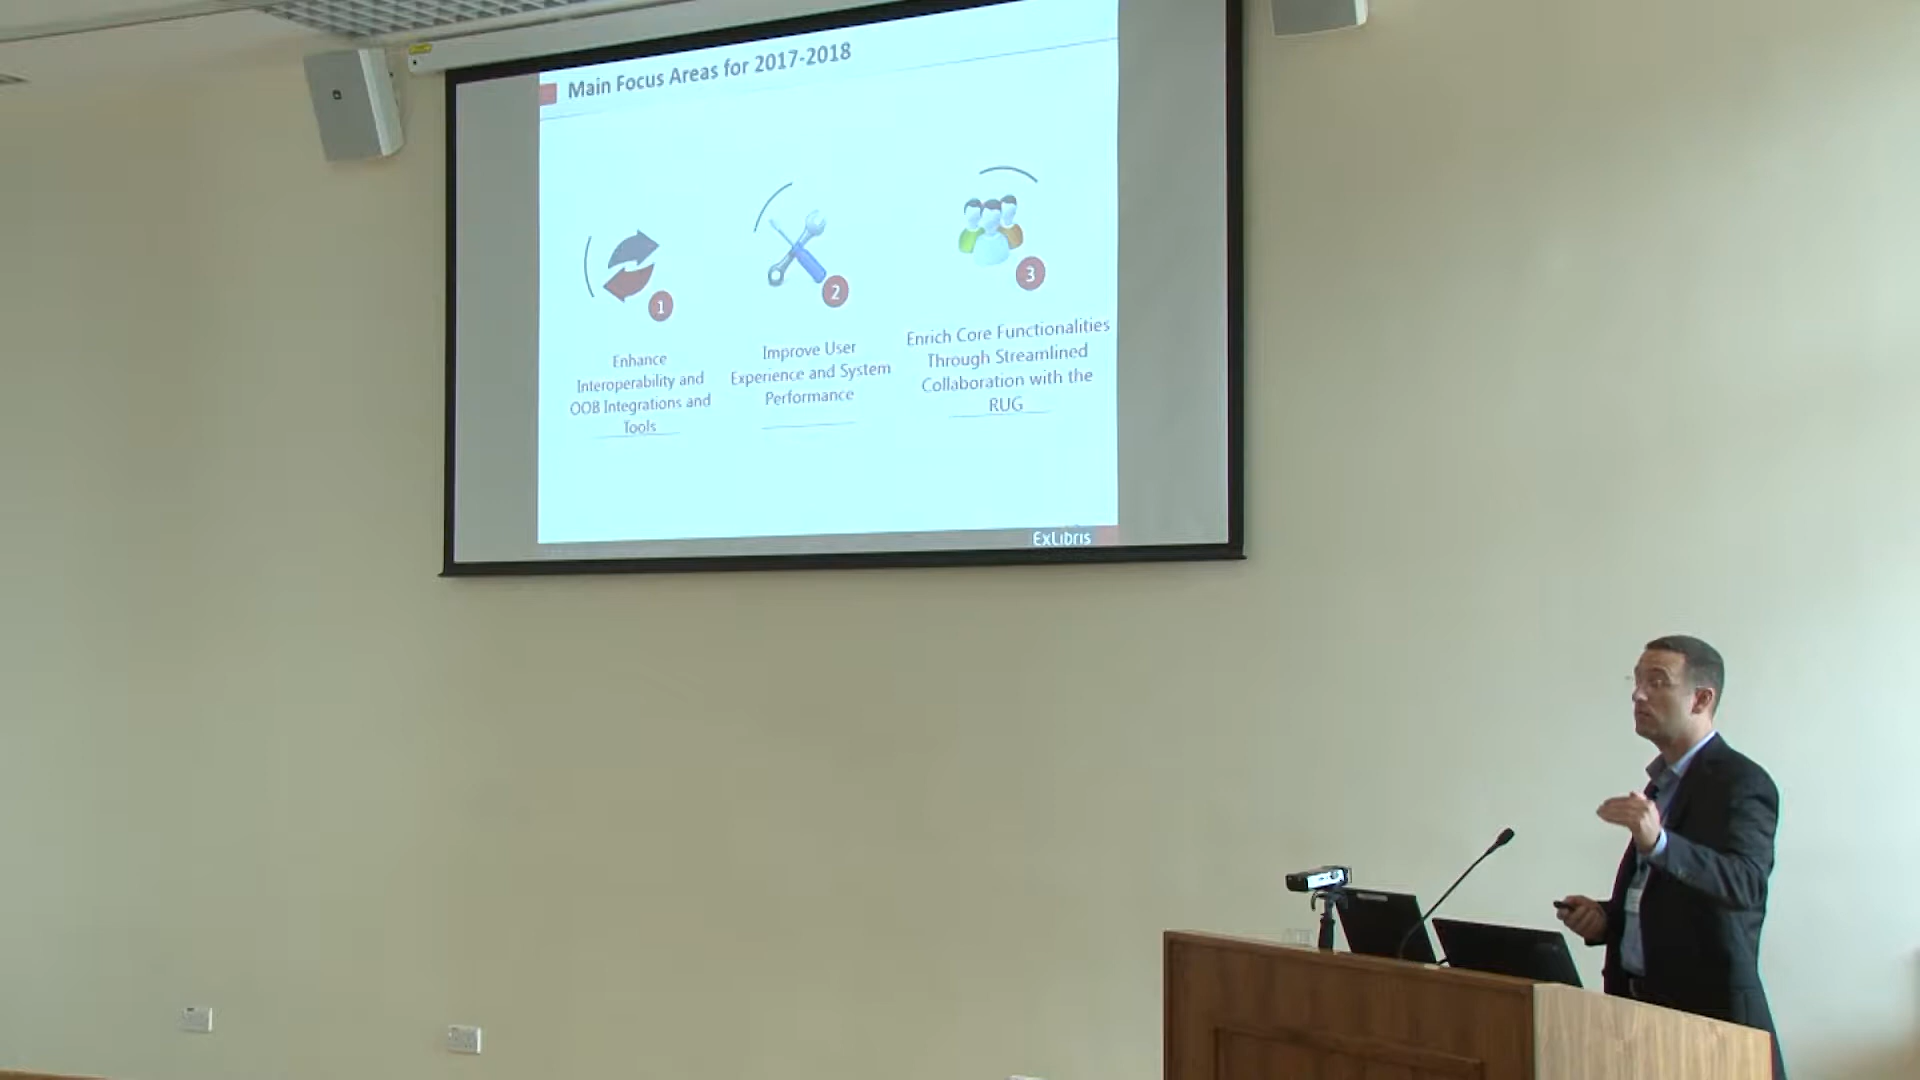 Main Focus Areas for 2017-2018
1
2
3
Enhance
Interoperability and
OOB Integrations and
Tools
Improve User
Experience and System
Performance
Enrich Core Functionalities
Through Streamlined
Collaboration with the
RUG
ExLibris